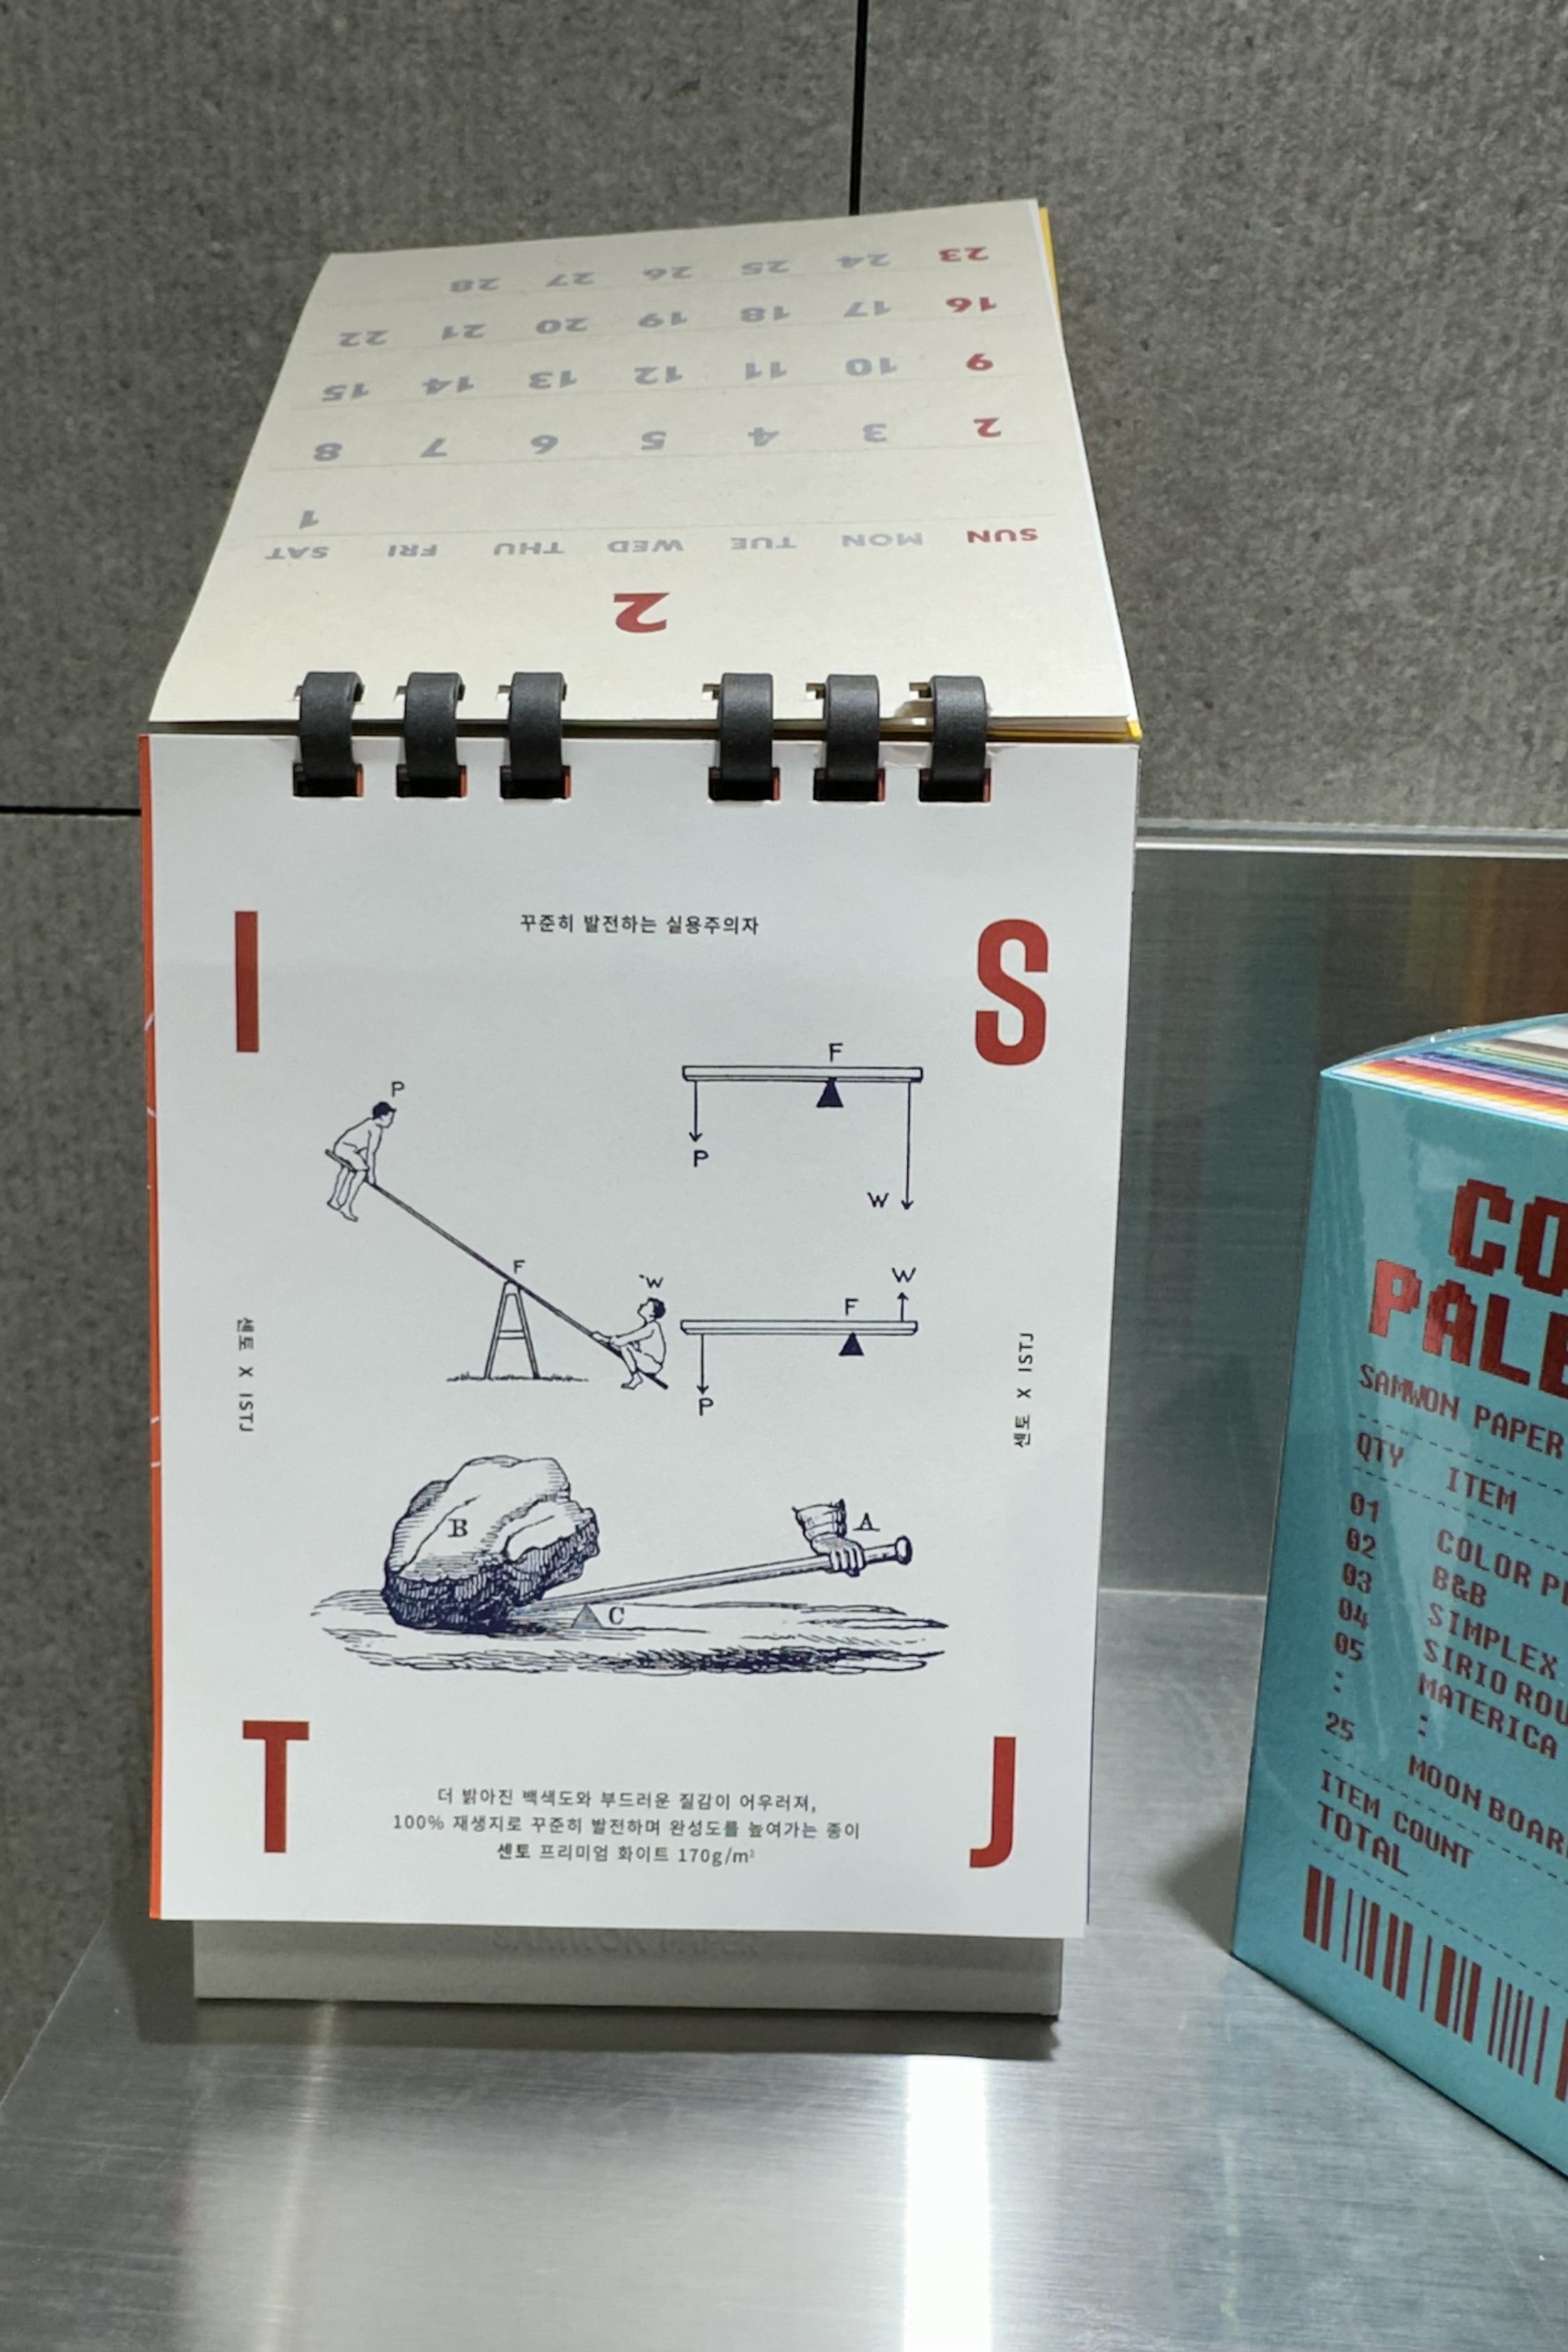 2
SUN MON TUE WED THU FRI SAT
1
2 3 4 5 6 7 8
9 10 11 12 13 14 15
16 17 18 19 20 21 22
23 24 25 26 27 28
I S
꾸준히 발전하는 실용주의자
F
P
P
W
F
W
W
F
P
센토 X ISTJ
센토 X ISTJ
B
A
C
T J
더 밝아진 백색도와 부드러운 질감이 어우러져,
100% 재생지로 꾸준히 발전하며 완성도를 높여가는 종이
센토 프리미엄 화이트 170g/m²
CO
PALE
SAMWON PAPER
QTY ITEM
01 COLOR P
02 B&B
03 SIMPLEX
04 SIRIO ROU
05 MATERICA
: :
25 MOON BOAR
ITEM COUNT
TOTAL